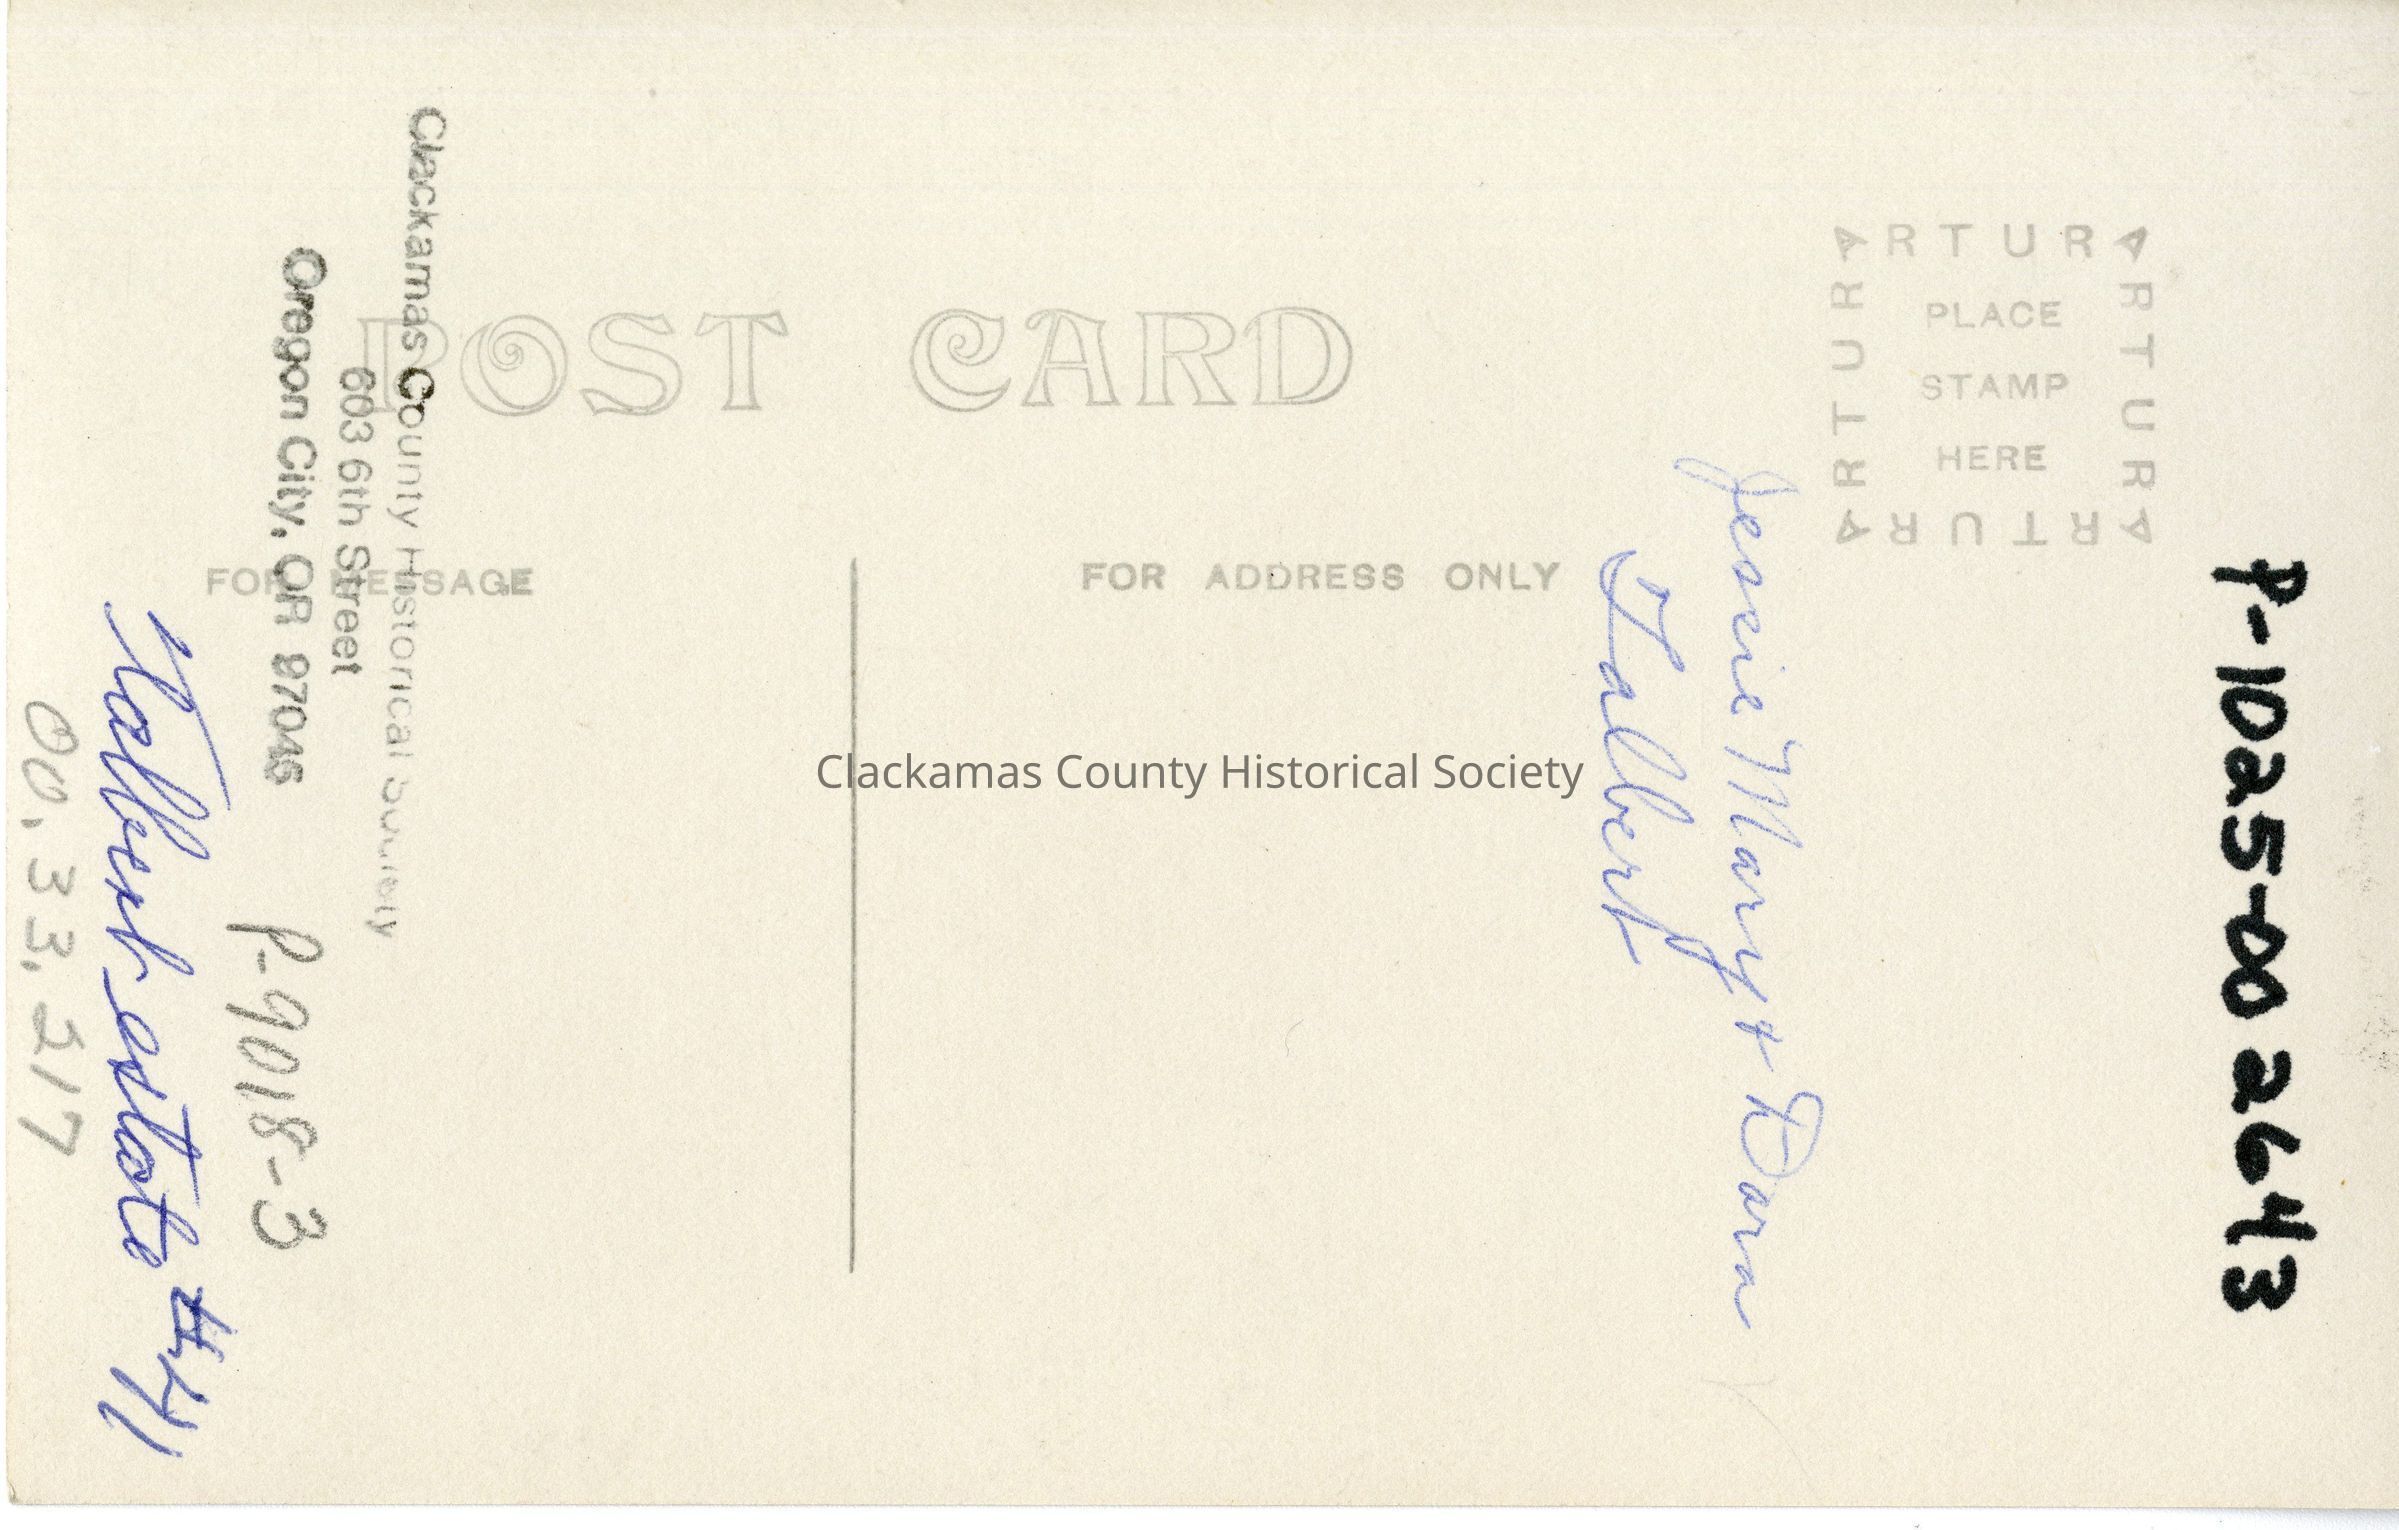 POST CARD
ARTURA
ARTURA
ARTURA
ARTURA
PLACE
STAMP
HERE
FOR MESSAGE
FOR ADDRESS ONLY
Clackamas County Historical Society
603 6th Street
Oregon City, OR 97045
P-1025-00 2643
Jessie Mary & Dora
Talbert
P-9018-3
Talbert estate #41
00.33.217
Clackamas County Historical Society